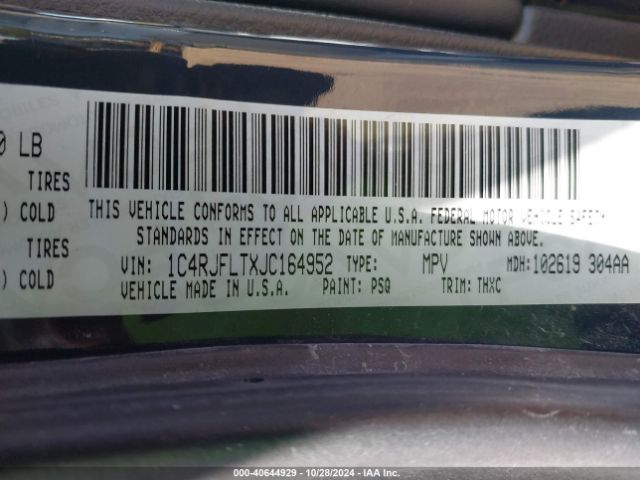 0 LB
TIRES
) COLD
TIRES
) COLD
THIS VEHICLE CONFORMS TO ALL APPLICABLE U.S.A. FEDERAL MOTOR VEHICLE SAFETY
STANDARDS IN EFFECT ON THE DATE OF MANUFACTURE SHOWN ABOVE.
VIN: 1C4RJFLTXJC164952 TYPE: MPV MDH:102619 304AA
VEHICLE MADE IN U.S.A. PAINT: PSQ TRIM: THXC
000-40644929 - 10/28/2024 - IAA Inc.